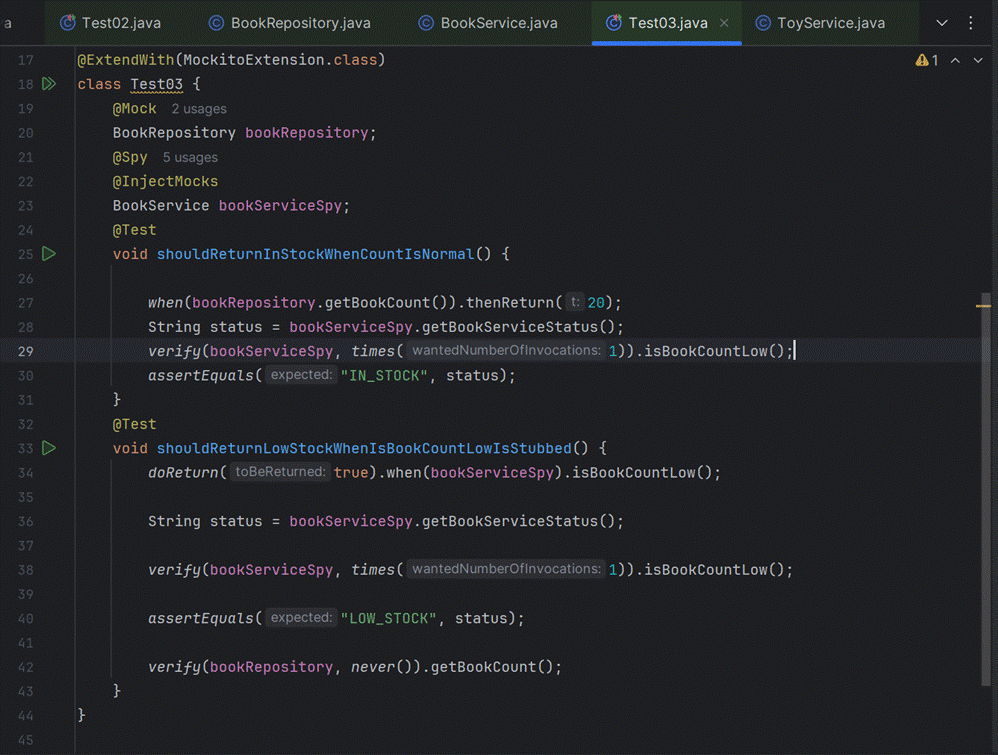 a Test02.java BookRepository.java BookService.java Test03.java ToyService.java
17 @ExtendWith(MockitoExtension.class) 1
18 class Test03 {
19 @Mock 2 usages
20 BookRepository bookRepository;
21 @Spy 5 usages
22 @InjectMocks
23 BookService bookServiceSpy;
24 @Test
25 void shouldReturnInStockWhenCountIsNormal() {
26
27 when(bookRepository.getBookCount()).thenReturn( t: 20);
28 String status = bookServiceSpy.getBookServiceStatus();
29 verify(bookServiceSpy, times( wantedNumberOfInvocations: 1)).isBookCountLow();
30 assertEquals( expected: "IN_STOCK", status);
31 }
32 @Test
33 void shouldReturnLowStockWhenIsBookCountLowIsStubbed() {
34 doReturn( toBeReturned: true).when(bookServiceSpy).isBookCountLow();
35
36 String status = bookServiceSpy.getBookServiceStatus();
37
38 verify(bookServiceSpy, times( wantedNumberOfInvocations: 1)).isBookCountLow();
39
40 assertEquals( expected: "LOW_STOCK", status);
41
42 verify(bookRepository, never()).getBookCount();
43 }
44 }
45